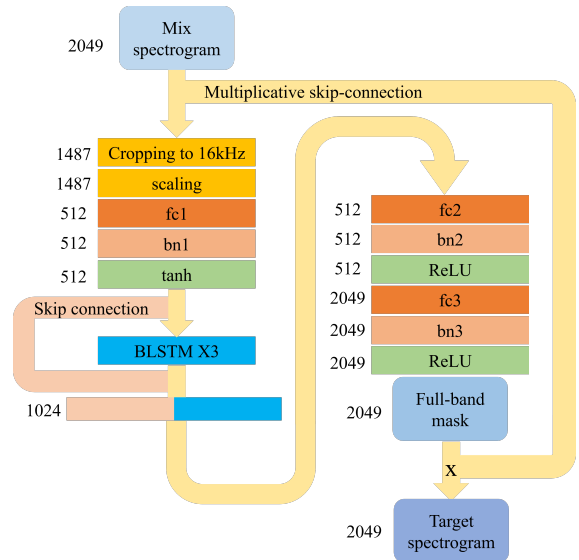 Mix
spectrogram
2049
Multiplicative skip-connection
1487 Cropping to 16kHz
1487 scaling
512 fc1
512 bn1
512 tanh
Skip connection
BLSTM X3
1024
512 fc2
512 bn2
512 ReLU
2049 fc3
2049 bn3
2049 ReLU
2049
Full-band
mask
x
2049
Target
spectrogram